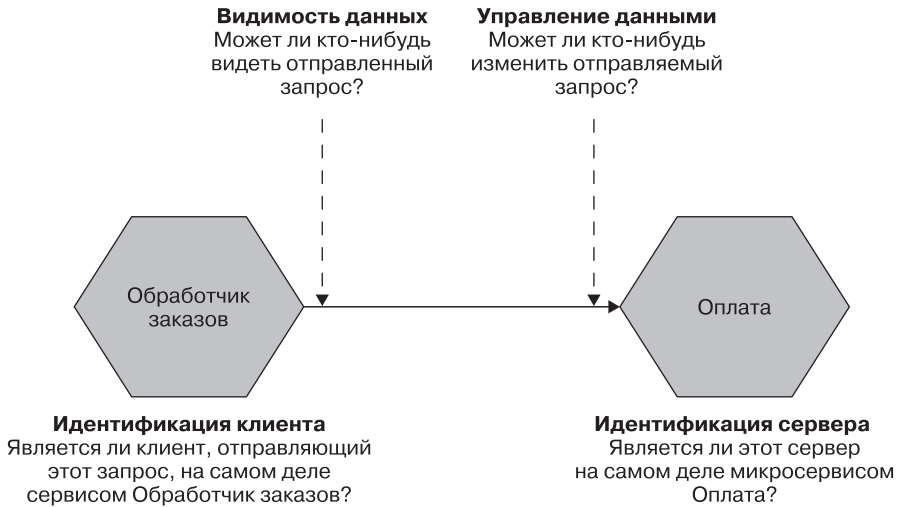 Видимость данных
Может ли кто-нибудь
видеть отправленный
запрос?
Управление данными
Может ли кто-нибудь
изменить отправляемый
запрос?
Обработчик
заказов
Оплата
Идентификация клиента
Является ли клиент, отправляющий
этот запрос, на самом деле
сервисом Обработчик заказов?
Идентификация сервера
Является ли этот сервер
на самом деле микросервисом
Оплата?